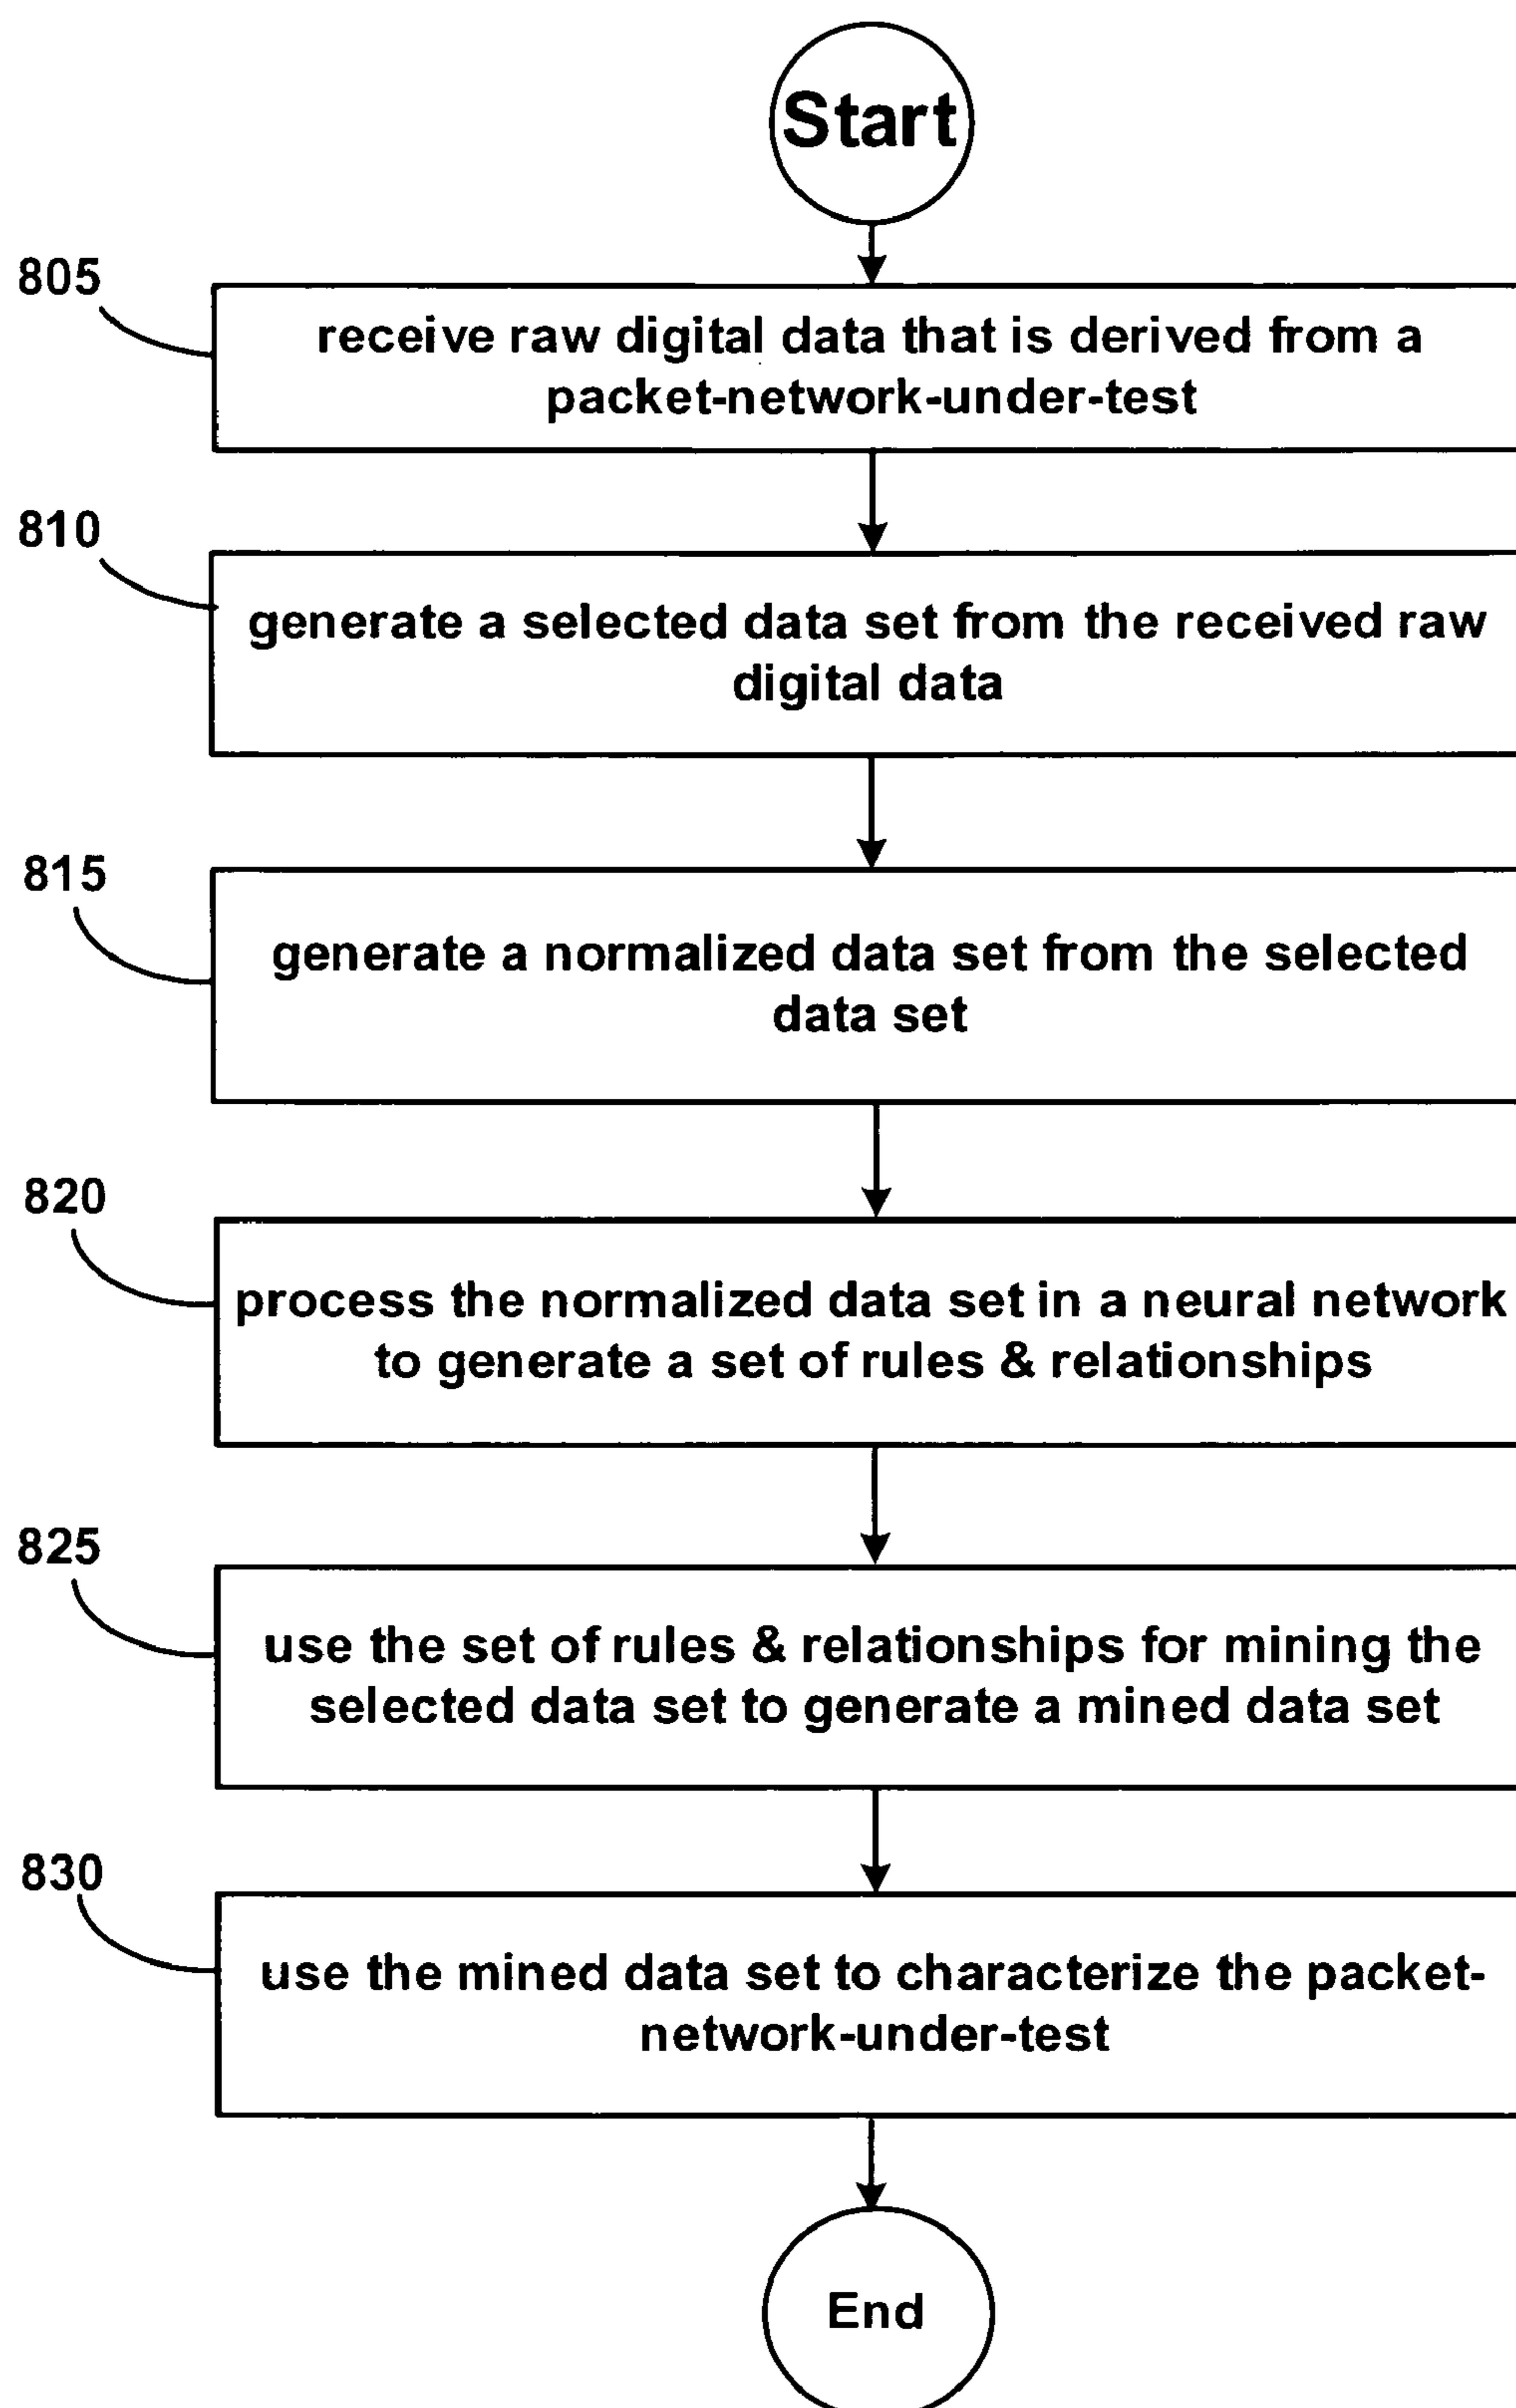 Start
805
receive raw digital data that is derived from a
packet-network-under-test
810
generate a selected data set from the received raw
digital data
815
generate a normalized data set from the selected
data set
820
process the normalized data set in a neural network
to generate a set of rules & relationships
825
use the set of rules & relationships for mining the
selected data set to generate a mined data set
830
use the mined data set to characterize the packet-
network-under-test
End